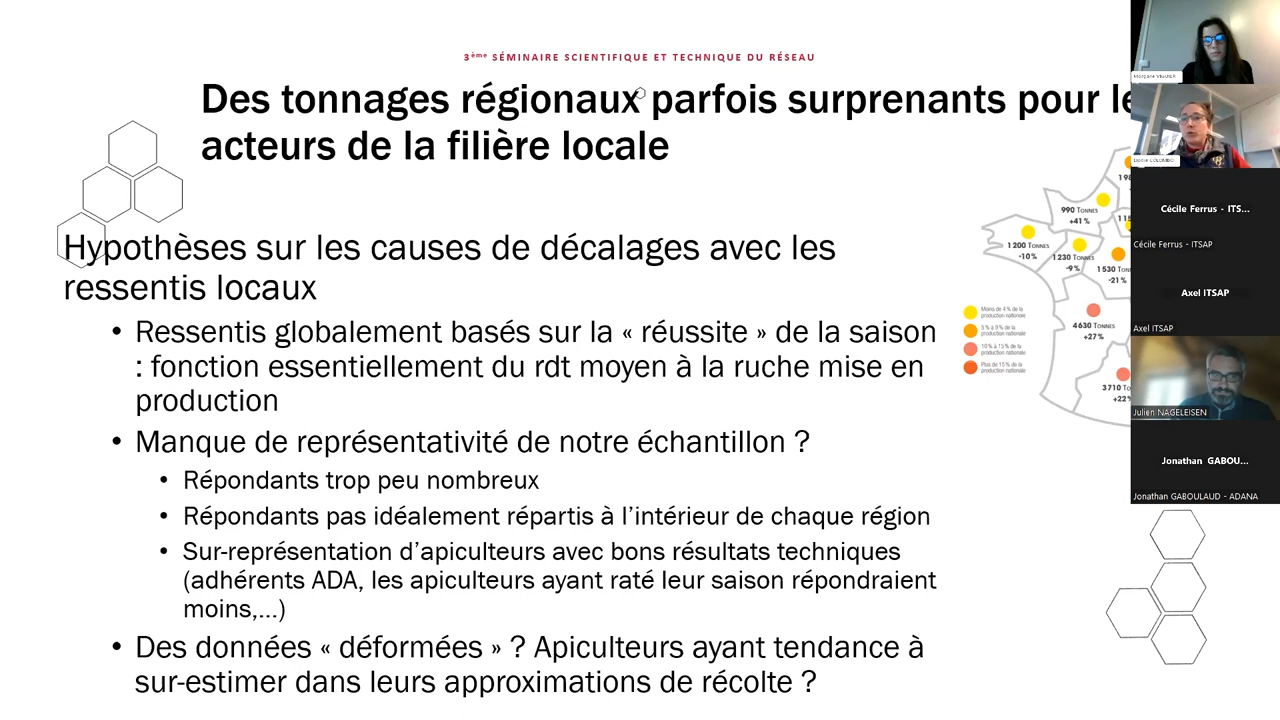 3ème SÉMINAIRE SCIENTIFIQUE ET TECHNIQUE DU RÉSEAU
Des tonnages régionaux parfois surprenants pour le
acteurs de la filière locale
Hypothèses sur les causes de décalages avec les
ressentis locaux
• Ressentis globalement basés sur la « réussite » de la saison
: fonction essentiellement du rdt moyen à la ruche mise en
production
• Manque de représentativité de notre échantillon ?
• Répondants trop peu nombreux
• Répondants pas idéalement répartis à l’intérieur de chaque région
• Sur-représentation d’apiculteurs avec bons résultats techniques
(adhérents ADA, les apiculteurs ayant raté leur saison répondraient
moins,...)
• Des données « déformées » ? Apiculteurs ayant tendance à
sur-estimer dans leurs approximations de récolte ?
990 TONNES
+41%
1 200 TONNES
-10%
1 230 TONNES
-9%
1 530 TONN
-21%
4 630 TONNES
+27%
3 710 TON
+22%
Moins de 4% de la
production nationale
5% à 9% de la
production nationale
10% à 15% de la
production nationale
Plus de 15% de la
production nationale
Cécile Ferrus - ITS...
Cécile Ferrus - ITSAP
Axel ITSAP
Axel ITSAP
Julien NAGELEISEN
Jonathan GABOU...
Jonathan GABOULAUD - ADANA